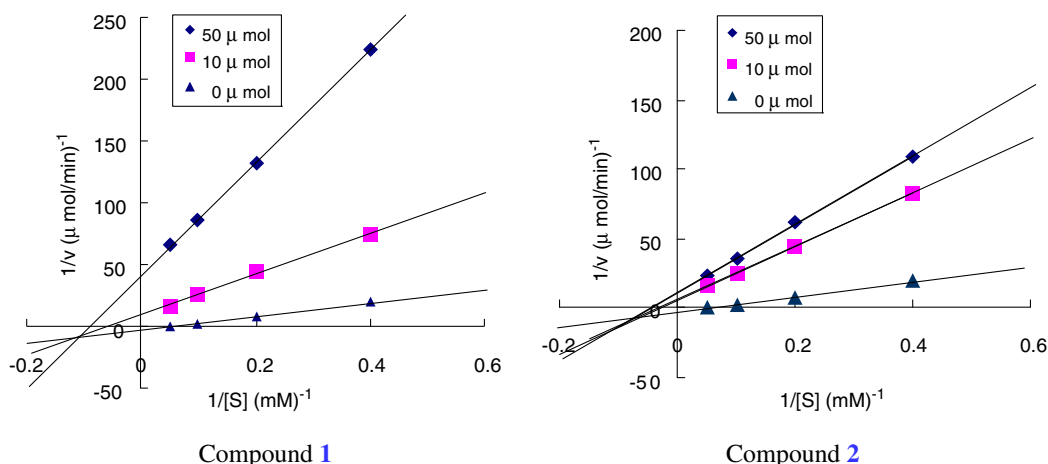 250
200
150
100
50
0
-50
-0.2
0
0.2
0.4
0.6
1/v (µ mol/min)-1
1/[S] (mM)-1
50 µ mol
10 µ mol
0 µ mol
Compound 1
200
150
100
50
0
-50
-0.2
0
0.2
0.4
0.6
1/v (µ mol/min)-1
1/[S] (mM)-1
50 µ mol
10 µ mol
0 µ mol
Compound 2